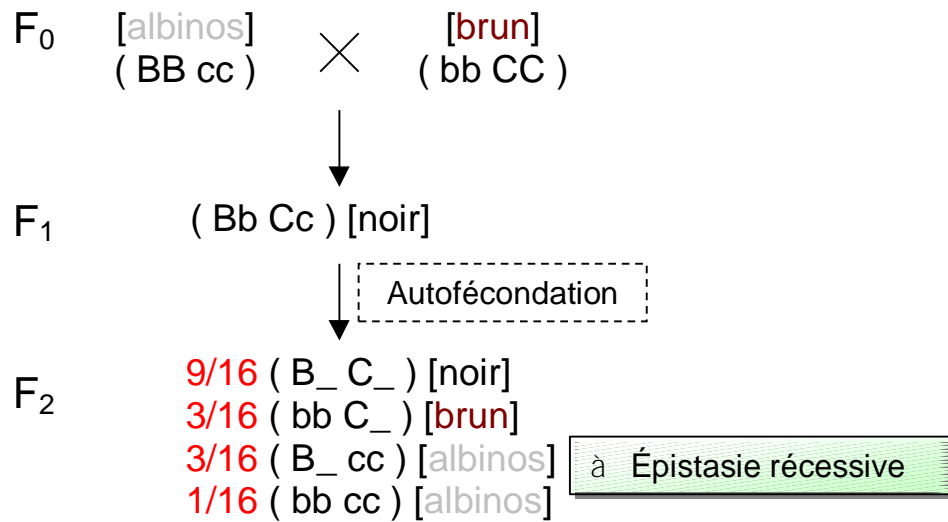 F₀ [albinos] [brun]
( BB cc ) ( bb CC )
F₁ ( Bb Cc ) [noir]
Autofécondation
F₂ 9/16 ( B_ C_ ) [noir]
3/16 ( bb C_ ) [brun]
3/16 ( B_ cc ) [albinos] à Épistasie récessive
1/16 ( bb cc ) [albinos]